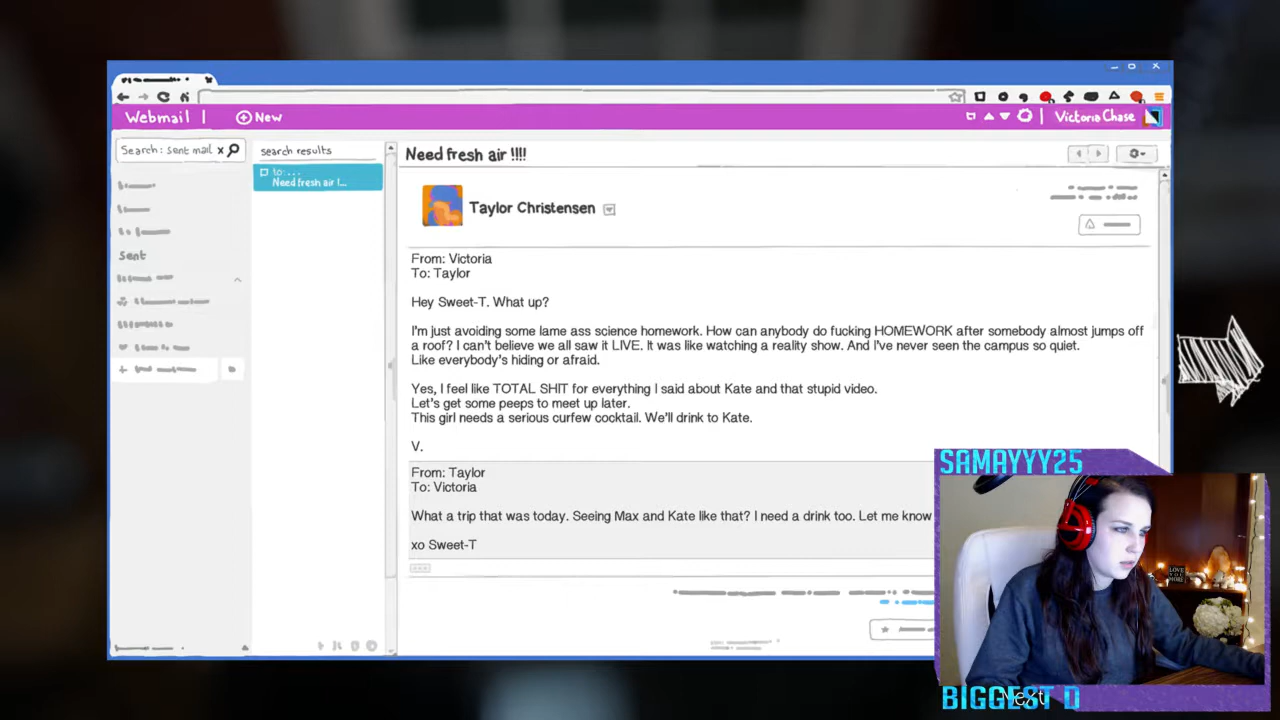 Webmail |
New
Victoria Chase
Search: sent mail x
search results
Need fresh air !!!!
to:...
Need fresh air !...
Taylor Christensen
Sent
From: Victoria
To: Taylor
Hey Sweet-T. What up?
I'm just avoiding some lame ass science homework. How can anybody do fucking HOMEWORK after somebody almost jumps off
a roof? I can't believe we all saw it LIVE. It was like watching a reality show. And I've never seen the campus so quiet.
Like everybody's hiding or afraid.
Yes, I feel like TOTAL SHIT for everything I said about Kate and that stupid video.
Let's get some peeps to meet up later.
This girl needs a serious curfew cocktail. We'll drink to Kate.
V.
From: Taylor
To: Victoria
What a trip that was today. Seeing Max and Kate like that? I need a drink too. Let me know
xo Sweet-T
SAMAYYY25
LOVE
YOU
MORE
BIGGEST D
Next